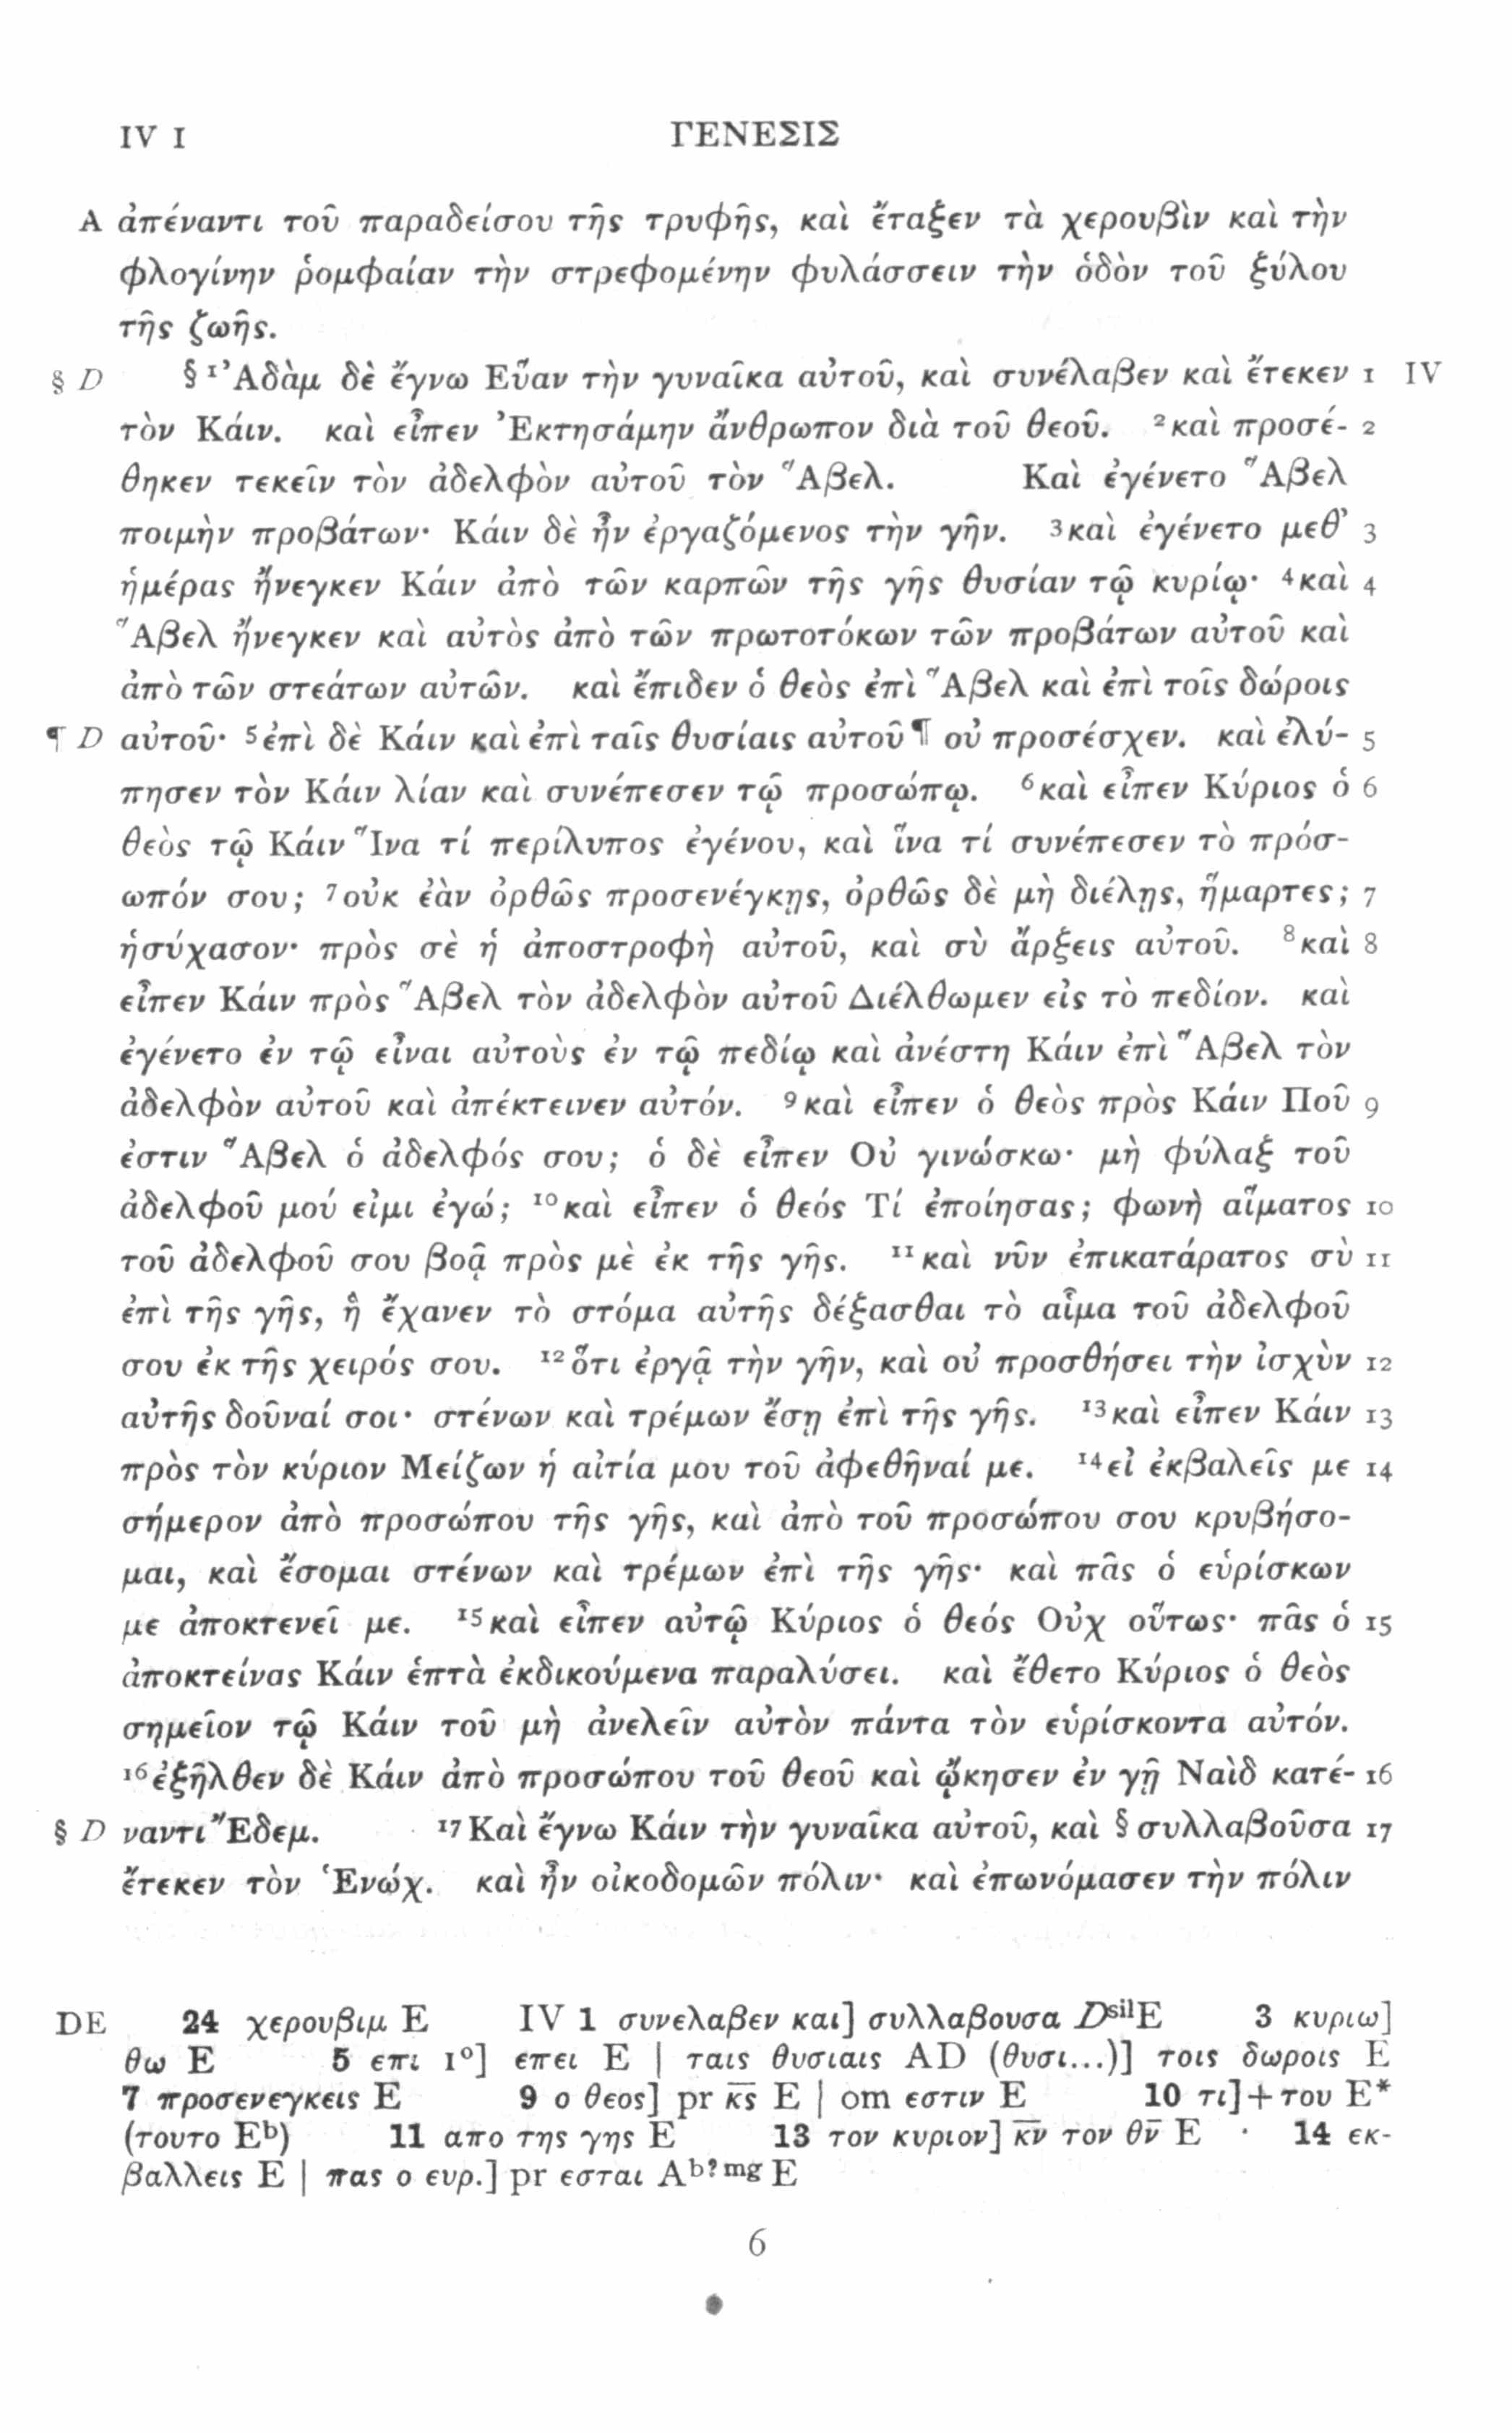 IV 1 ΓΕΝΕΣΙΣ
A ἀπέναντι τοῦ παραδείσου τῆς τρυφῆς, καὶ ἔταξεν τὰ χερουβὶν καὶ τὴν
φλογίνην ῥομφαίαν τὴν στρεφομένην φυλάσσειν τὴν ὁδὸν τοῦ ξύλου
τῆς ζωῆς.
§ D § ¹Ἀδὰμ δὲ ἔγνω Εὕαν τὴν γυναῖκα αὐτοῦ, καὶ συνέλαβεν καὶ ἔτεκεν 1 IV
τὸν Κάιν. καὶ εἶπεν Ἐκτησάμην ἄνθρωπον διὰ τοῦ θεοῦ. ²καὶ προσέ- 2
θηκεν τεκεῖν τὸν ἀδελφὸν αὐτοῦ τὸν Ἅβελ. Καὶ ἐγένετο Ἅβελ
ποιμὴν προβάτων· Κάιν δὲ ἦν ἐργαζόμενος τὴν γῆν. ³καὶ ἐγένετο μεθ’ 3
ἡμέρας ἤνεγκεν Κάιν ἀπὸ τῶν καρπῶν τῆς γῆς θυσίαν τῷ κυρίῳ· ⁴καὶ 4
Ἅβελ ἤνεγκεν καὶ αὐτὸς ἀπὸ τῶν πρωτοτόκων τῶν προβάτων αὐτοῦ καὶ
ἀπὸ τῶν στεάτων αὐτῶν. καὶ ἔπιδεν ὁ θεὸς ἐπὶ Ἅβελ καὶ ἐπὶ τοῖς δώροις
¶ D αὐτοῦ· ⁵ἐπὶ δὲ Κάιν καὶ ἐπὶ ταῖς θυσίαις αὐτοῦ ¶ οὐ προσέσχεν. καὶ ἐλύ- 5
πησεν τὸν Κάιν λίαν καὶ συνέπεσεν τῷ προσώπῳ. ⁶καὶ εἶπεν Κύριος ὁ 6
θεὸς τῷ Κάιν Ἵνα τί περίλυπος ἐγένου, καὶ ἵνα τί συνέπεσεν τὸ πρόσ-
ωπόν σου; ⁷οὐκ ἐὰν ὀρθῶς προσενέγκῃς, ὀρθῶς δὲ μὴ διέλῃς, ἥμαρτες; 7
ἡσύχασον· πρὸς σὲ ἡ ἀποστροφὴ αὐτοῦ, καὶ σὺ ἄρξεις αὐτοῦ. ⁸καὶ 8
εἶπεν Κάιν πρὸς Ἅβελ τὸν ἀδελφὸν αὐτοῦ Διέλθωμεν εἰς τὸ πεδίον. καὶ
ἐγένετο ἐν τῷ εἶναι αὐτοὺς ἐν τῷ πεδίῳ καὶ ἀνέστη Κάιν ἐπὶ Ἅβελ τὸν
ἀδελφὸν αὐτοῦ καὶ ἀπέκτεινεν αὐτόν. ⁹καὶ εἶπεν ὁ θεὸς πρὸς Κάιν Ποῦ 9
ἐστιν Ἅβελ ὁ ἀδελφός σου; ὁ δὲ εἶπεν Οὐ γινώσκω· μὴ φύλαξ τοῦ
ἀδελφοῦ μού εἰμι ἐγώ; ¹⁰καὶ εἶπεν ὁ θεός Τί ἐποίησας; φωνὴ αἵματος 10
τοῦ ἀδελφοῦ σου βοᾷ πρὸς μὲ ἐκ τῆς γῆς. ¹¹καὶ νῦν ἐπικατάρατος σὺ 11
ἐπὶ τῆς γῆς, ἣ ἔχανεν τὸ στόμα αὐτῆς δέξασθαι τὸ αἷμα τοῦ ἀδελφοῦ
σου ἐκ τῆς χειρός σου. ¹²ὅτι ἐργᾷ τὴν γῆν, καὶ οὐ προσθήσει τὴν ἰσχὺν 12
αὐτῆς δοῦναί σοι· στένων καὶ τρέμων ἔσῃ ἐπὶ τῆς γῆς. ¹³καὶ εἶπεν Κάιν 13
πρὸς τὸν κύριον Μείζων ἡ αἰτία μου τοῦ ἀφεθῆναί με. ¹⁴εἰ ἐκβαλεῖς με 14
σήμερον ἀπὸ προσώπου τῆς γῆς, καὶ ἀπὸ τοῦ προσώπου σου κρυβήσο-
μαι, καὶ ἔσομαι στένων καὶ τρέμων ἐπὶ τῆς γῆς· καὶ πᾶς ὁ εὑρίσκων
με ἀποκτενεῖ με. ¹⁵καὶ εἶπεν αὐτῷ Κύριος ὁ θεός Οὐχ οὕτως· πᾶς ὁ 15
ἀποκτείνας Κάιν ἑπτὰ ἐκδικούμενα παραλύσει. καὶ ἔθετο Κύριος ὁ θεὸς
σημεῖον τῷ Κάιν τοῦ μὴ ἀνελεῖν αὐτὸν πάντα τὸν εὑρίσκοντα αὐτόν.
¹⁶ἐξῆλθεν δὲ Κάιν ἀπὸ προσώπου τοῦ θεοῦ καὶ ᾤκησεν ἐν γῇ Ναὶδ κατέ- 16
§ D ναντι Ἔδεμ. ¹⁷Καὶ ἔγνω Κάιν τὴν γυναῖκα αὐτοῦ, καὶ § συλλαβοῦσα 17
ἔτεκεν τὸν Ἑνώχ. καὶ ἦν οἰκοδομῶν πόλιν· καὶ ἐπωνόμασεν τὴν πόλιν
DE 24 χερουβιμ E IV 1 συνελαβεν και] συλλαβουσα DˢⁱˡE 3 κυριω]
θω E 5 επι 1°] επει E | ταις θυσιαις AD (θυσι...)] τοις δωροις E
7 προσενεγκεις E 9 ο θεος] pr κ̅ς̅ E | om εστιν E 10 τι]+του E*
(τουτο Eᵇ) 11 απο της γης E 13 τον κυριον] κ̅ν̅ τον θ̅ν̅ E 14 εκ-
βαλλεις E | πας ο ευρ.] pr εσται Aᵇ?ᵐᵍ E
6